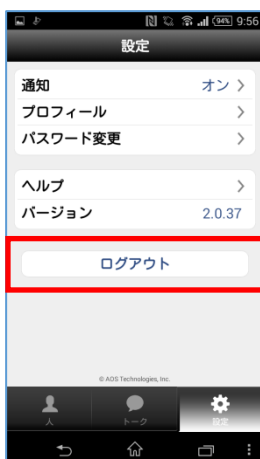 94% 9:56
設定
通知 オン
プロフィール
パスワード変更
ヘルプ
バージョン 2.0.37
ログアウト
© AOS Technologies, Inc.
人 トーク 設定